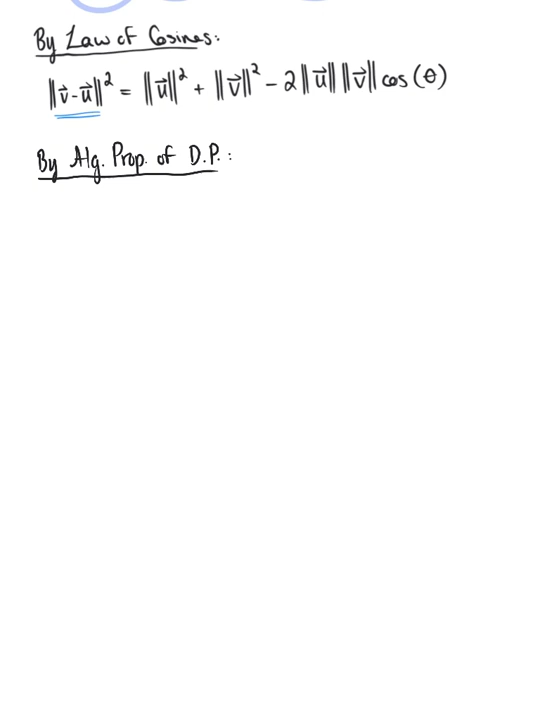 By Law of Cosines:
‖v⃗-u⃗‖² = ‖u⃗‖² + ‖v⃗‖² - 2‖u⃗‖‖v⃗‖cos(θ)
By Alg. Prop. of D.P.: